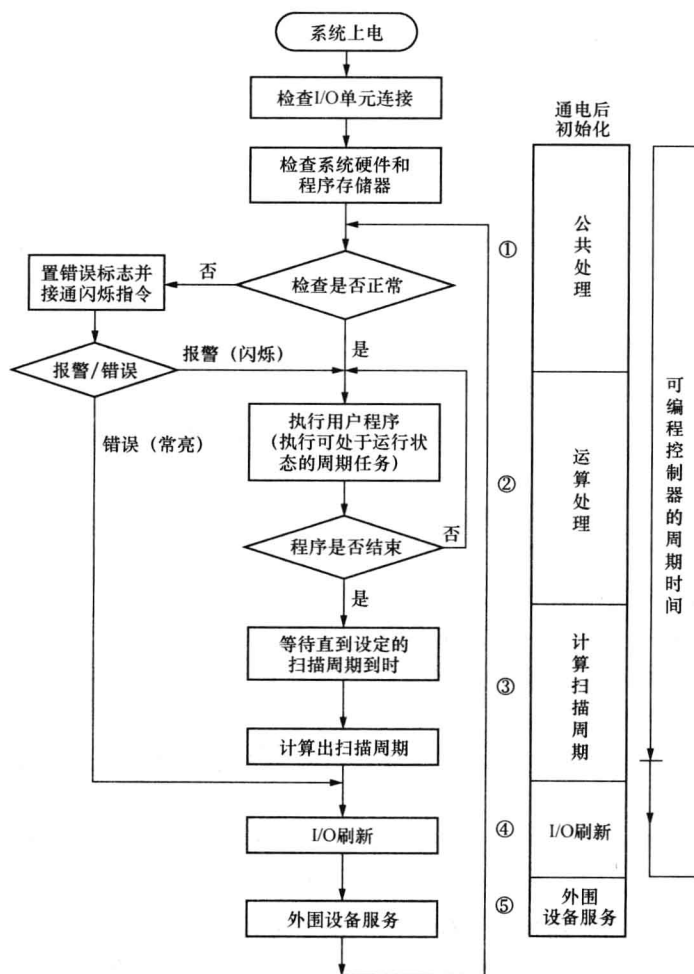 系统上电
检查I/O单元连接
检查系统硬件和
程序存储器
检查是否正常
否
置错误标志并
接通闪烁指令
报警/错误
报警（闪烁）
错误（常亮）
是
执行用户程序
(执行可处于运行状
态的周期任务)
程序是否结束
否
是
等待直到设定的
扫描周期到时
计算出扫描周期
I/O刷新
外围设备服务
通电后
初始化
①
公共处理
②
运算处理
③
计算扫描周期
④
I/O刷新
⑤
外围
设备服务
可编程控制器的周期时间